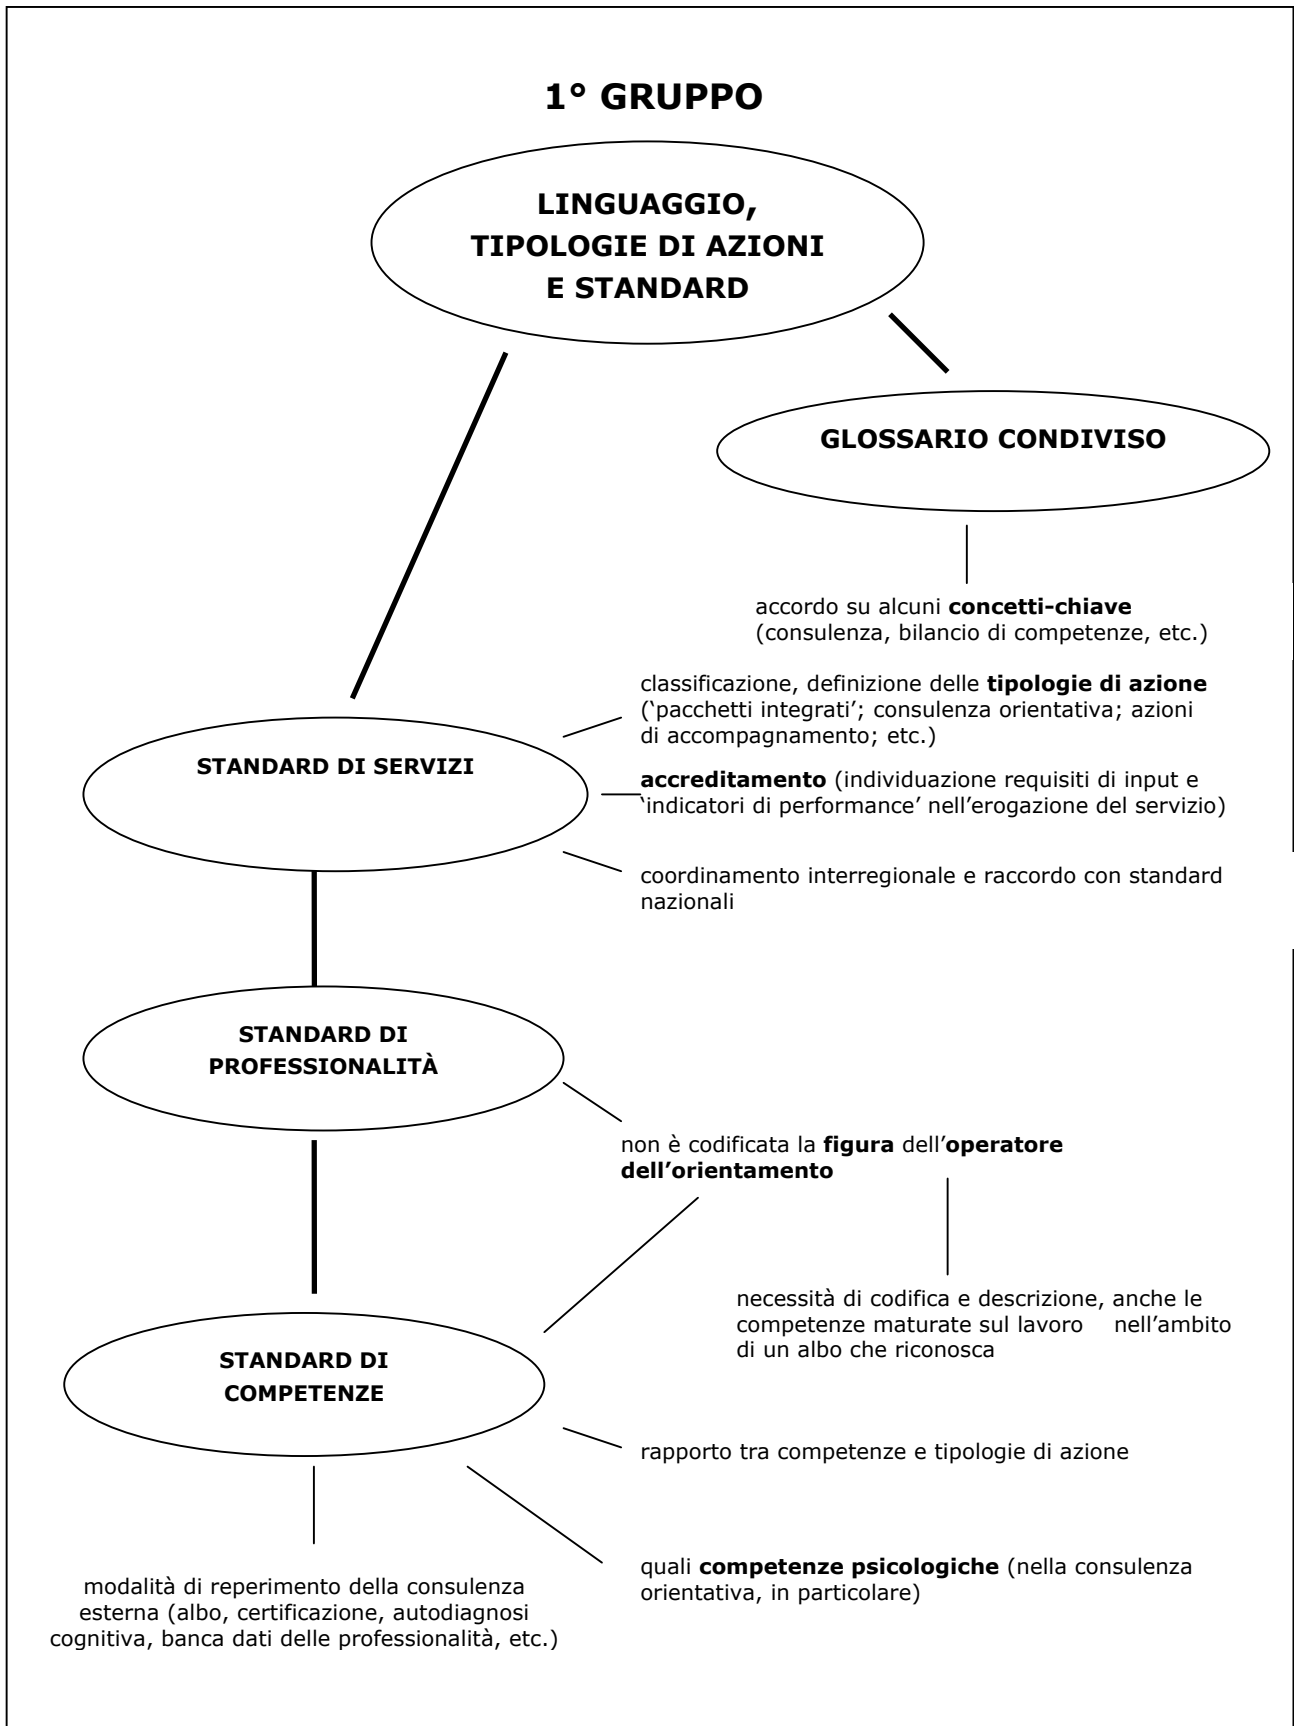 1° GRUPPO
LINGUAGGIO,
TIPOLOGIE DI AZIONI
E STANDARD
GLOSSARIO CONDIVISO
accordo su alcuni concetti-chiave
(consulenza, bilancio di competenze, etc.)
classificazione, definizione delle tipologie di azione
(‘pacchetti integrati’; consulenza orientativa; azioni
di accompagnamento; etc.)
STANDARD DI SERVIZI
accreditamento (individuazione requisiti di input e
‘indicatori di performance’ nell’erogazione del servizio)
coordinamento interregionale e raccordo con standard
nazionali
STANDARD DI
PROFESSIONALITÀ
non è codificata la figura dell’operatore
dell’orientamento
necessità di codifica e descrizione, anche le
competenze maturate sul lavoro nell’ambito
di un albo che riconosca
STANDARD DI
COMPETENZE
rapporto tra competenze e tipologie di azione
quali competenze psicologiche (nella consulenza
orientativa, in particolare)
modalità di reperimento della consulenza
esterna (albo, certificazione, autodiagnosi
cognitiva, banca dati delle professionalità, etc.)